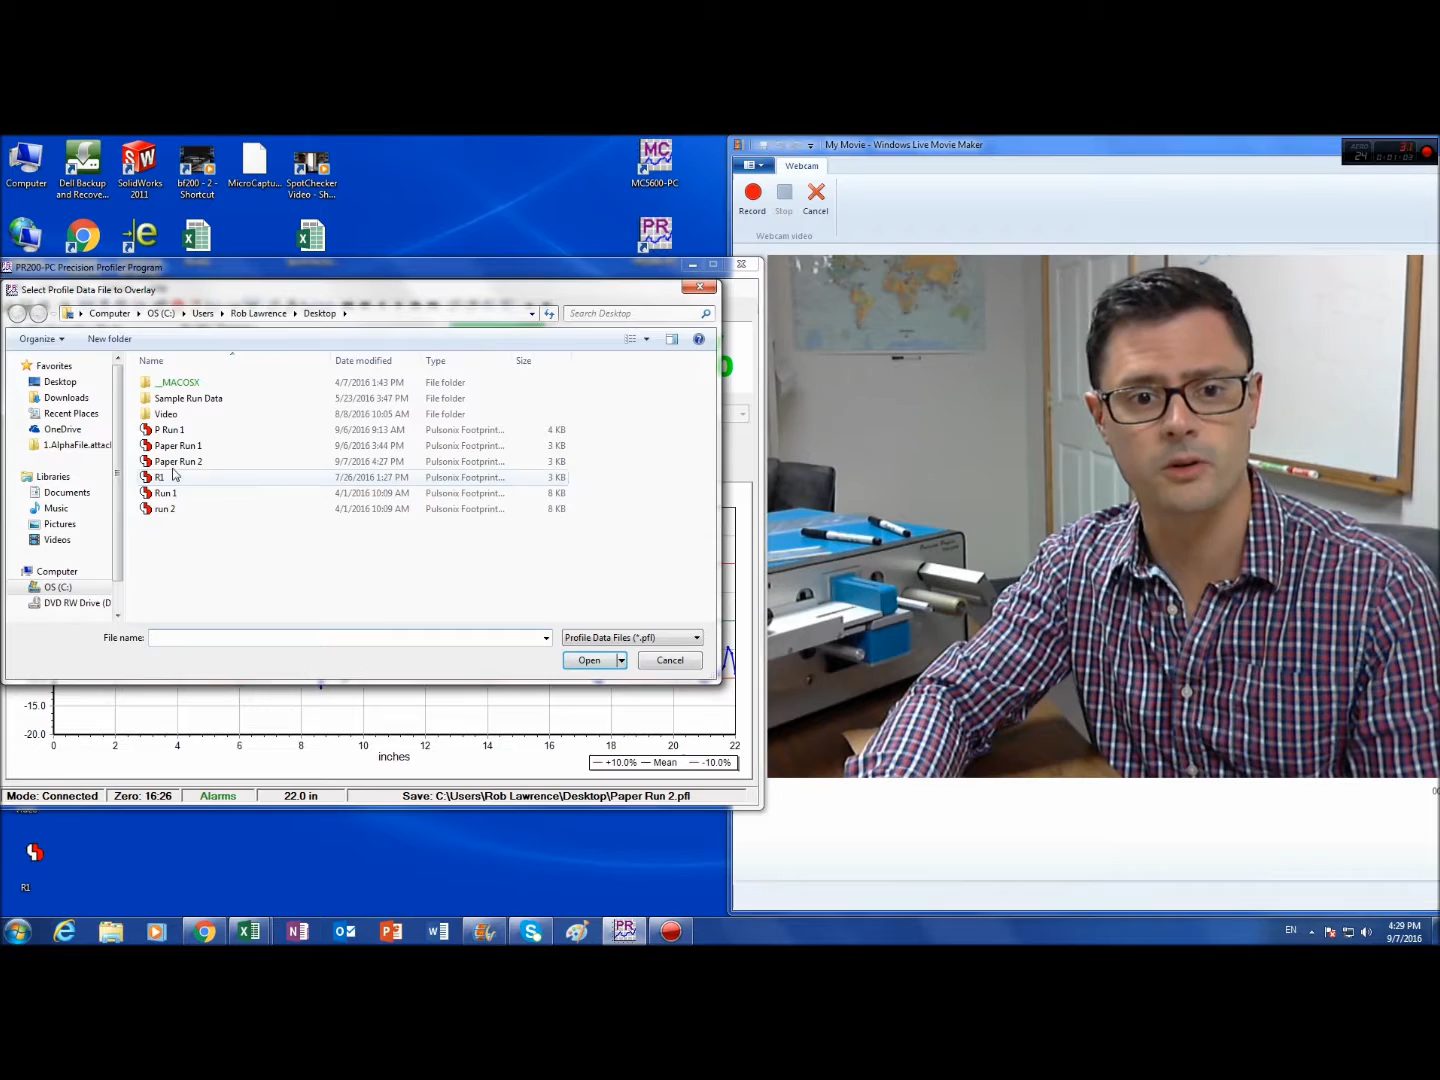 Computer
Dell Backup
and Recove...
SolidWorks
2011
bf200 - 2 -
Shortcut
MicroCaptu...
SpotChecker
Video - Sh...
MC
MC5600-PC
PR
My Movie - Windows Live Movie Maker
Webcam
Record
Stop
Cancel
Webcam video
PR200-PC Precision Profiler Program
Select Profile Data File to Overlay
Computer
OS (C:)
Users
Rob Lawrence
Desktop
Search Desktop
Organize
New folder
Name
Date modified
Type
Size
Favorites
Desktop
Downloads
Recent Places
OneDrive
1.AlphaFile.attac
Libraries
Documents
Music
Pictures
Videos
Computer
OS (C:)
DVD RW Drive (D
__MACOSX 4/7/2016 1:43 PM File folder
Sample Run Data 5/23/2016 3:47 PM File folder
Video 8/8/2016 10:05 AM File folder
P Run 1 9/6/2016 9:13 AM Pulsonix Footprint... 4 KB
Paper Run 1 9/6/2016 3:44 PM Pulsonix Footprint... 3 KB
Paper Run 2 9/7/2016 4:27 PM Pulsonix Footprint... 3 KB
R1 7/26/2016 1:27 PM Pulsonix Footprint... 3 KB
Run 1 4/1/2016 10:09 AM Pulsonix Footprint... 8 KB
run 2 4/1/2016 10:09 AM Pulsonix Footprint... 8 KB
File name:
Profile Data Files (*.pfl)
Open
Cancel
-15.0
-20.0
0 2 4 6 8 10 12 14 16 18 20 22
inches
+10.0% Mean -10.0%
Mode: Connected Zero: 16:26 Alarms 22.0 in Save: C:\Users\Rob Lawrence\Desktop\Paper Run 2.pfl
R1
EN
4:29 PM
9/7/2016